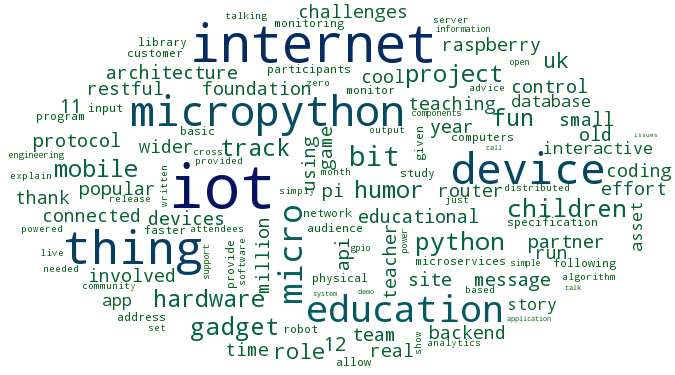 talking
challenges
server
monitoring
information
library
internet
raspberry
customer
open
architecture
participants
cool
project
uk
restful
foundation
zero
monitor
advice
control
11
input
micropython
teaching
components
fun
database
program
basic
output
year
small
protocol
wider
cross
track
using
game
given
computers
old
interactive
issues
engineering
mobile
provided
month
bit
study
call
device
coding
explain
popular
written
iot
simply
pi
humor
router
distributed
effort
thank
release
just
children
connected
devices
micro
network
educational
specification
asset
powered
faster
attendees
audience
live
thing
support
provide
software
million
api
gpio
teacher
power
python
partner
run
needed
involved
microservices
simple
following
community
physical
site
message
based
algorithm
talk
app
hardware
system
demo
education
story
application
address
set
gadget
robot
team
backend
time
role
12
real
show
analytics
allow